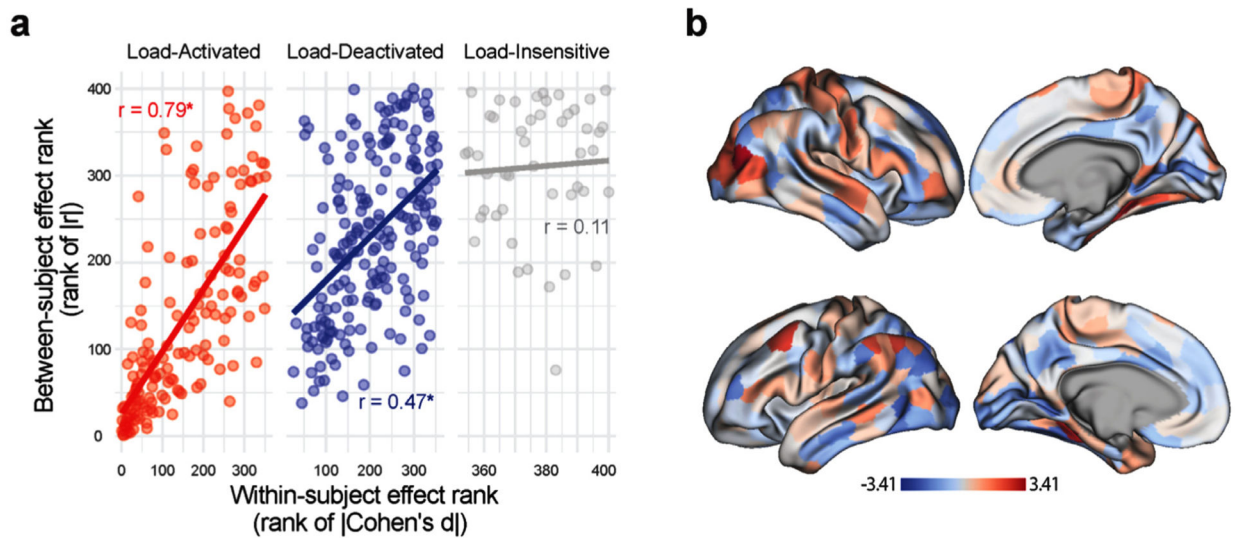 a
b
Load-Activated
Load-Deactivated
Load-Insensitive
Between-subject effect rank
(rank of |r|)
400
300
200
100
0
r = 0.79*
r = 0.47*
r = 0.11
0 100 200 300
100 200 300
360 380 400
Within-subject effect rank
(rank of |Cohen's d|)
-3.41 3.41